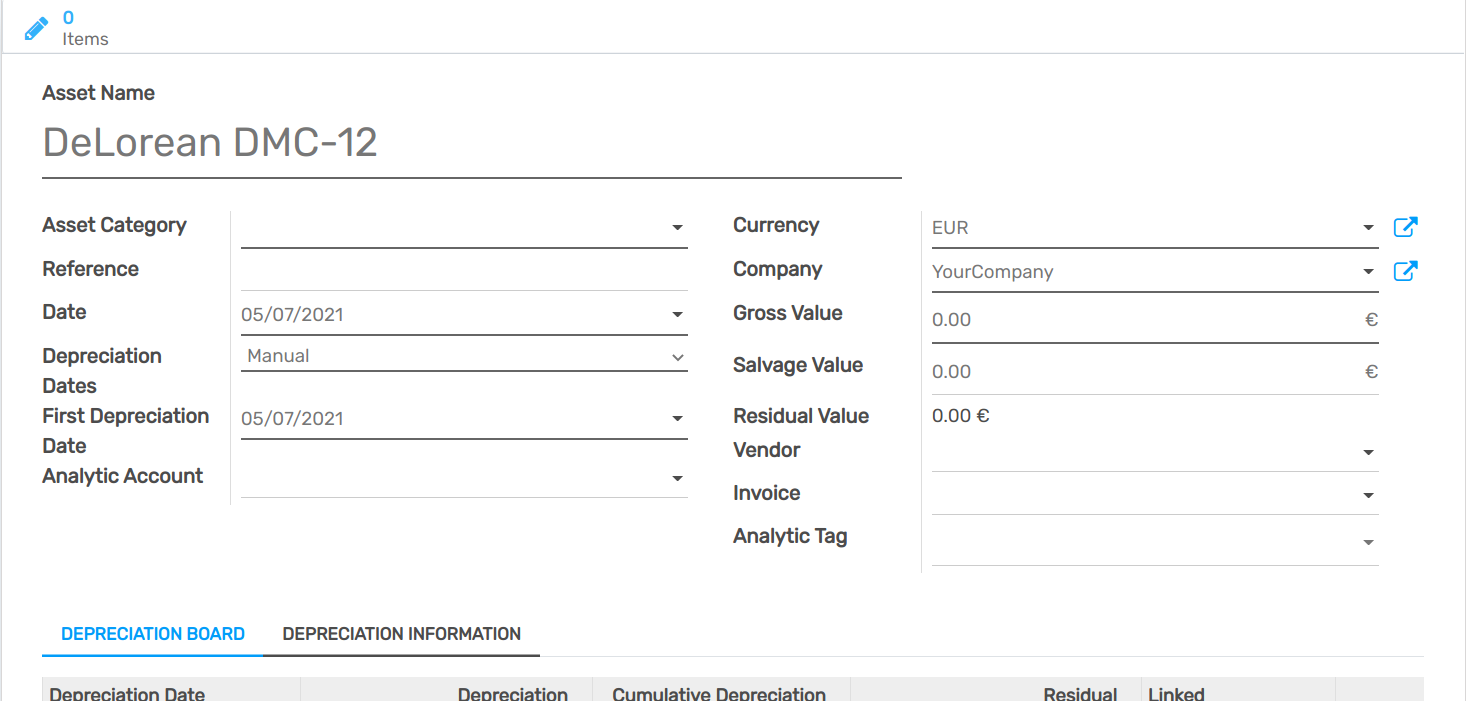 0
Items
Asset Name
DeLorean DMC-12
Asset Category
Reference
Date
05/07/2021
Depreciation
Dates
Manual
First Depreciation
Date
05/07/2021
Analytic Account
Currency
EUR
Company
YourCompany
Gross Value
0.00 €
Salvage Value
0.00 €
Residual Value
0.00 €
Vendor
Invoice
Analytic Tag
DEPRECIATION BOARD DEPRECIATION INFORMATION
Depreciation Date Depreciation Cumulative Depreciation Residual Linked